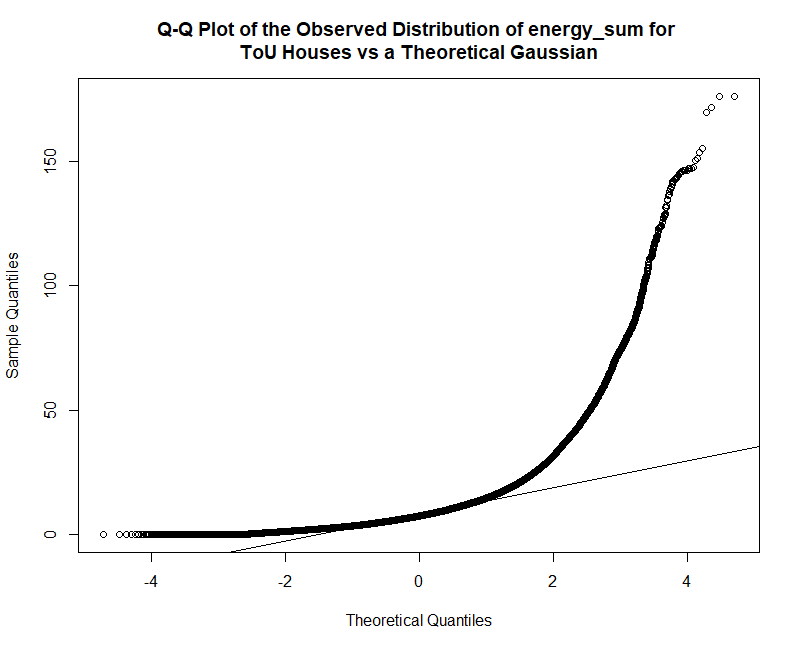 Q-Q Plot of the Observed Distribution of energy_sum for
ToU Houses vs a Theoretical Gaussian
Sample Quantiles
150
100
50
0
-4 -2 0 2 4
Theoretical Quantiles